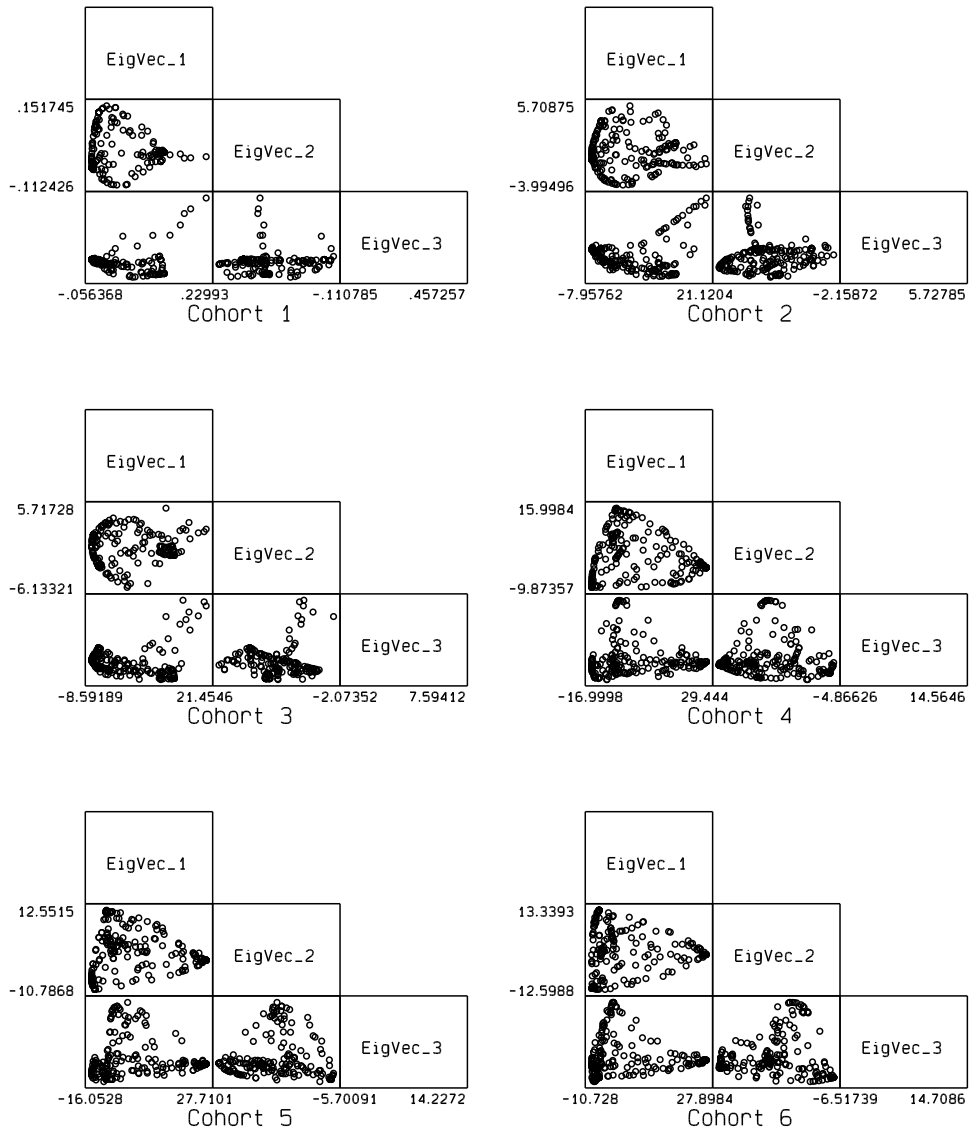 EigVec_1
.151745
EigVec_2
-.112426
EigVec_3
-.056368 .22993 -.110785 .457257
Cohort 1
EigVec_1
5.70875
EigVec_2
-3.99496
EigVec_3
-7.95762 21.1204 -2.15872 5.72785
Cohort 2
EigVec_1
5.71728
EigVec_2
-6.13321
EigVec_3
-8.59189 21.4546 -2.07352 7.59412
Cohort 3
EigVec_1
15.9984
EigVec_2
-9.87357
EigVec_3
-16.9998 29.444 -4.86626 14.5646
Cohort 4
EigVec_1
12.5515
EigVec_2
-10.7868
EigVec_3
-16.0528 27.7101 -5.70091 14.2272
Cohort 5
EigVec_1
13.3393
EigVec_2
-12.5988
EigVec_3
-10.728 27.8984 -6.51739 14.7086
Cohort 6